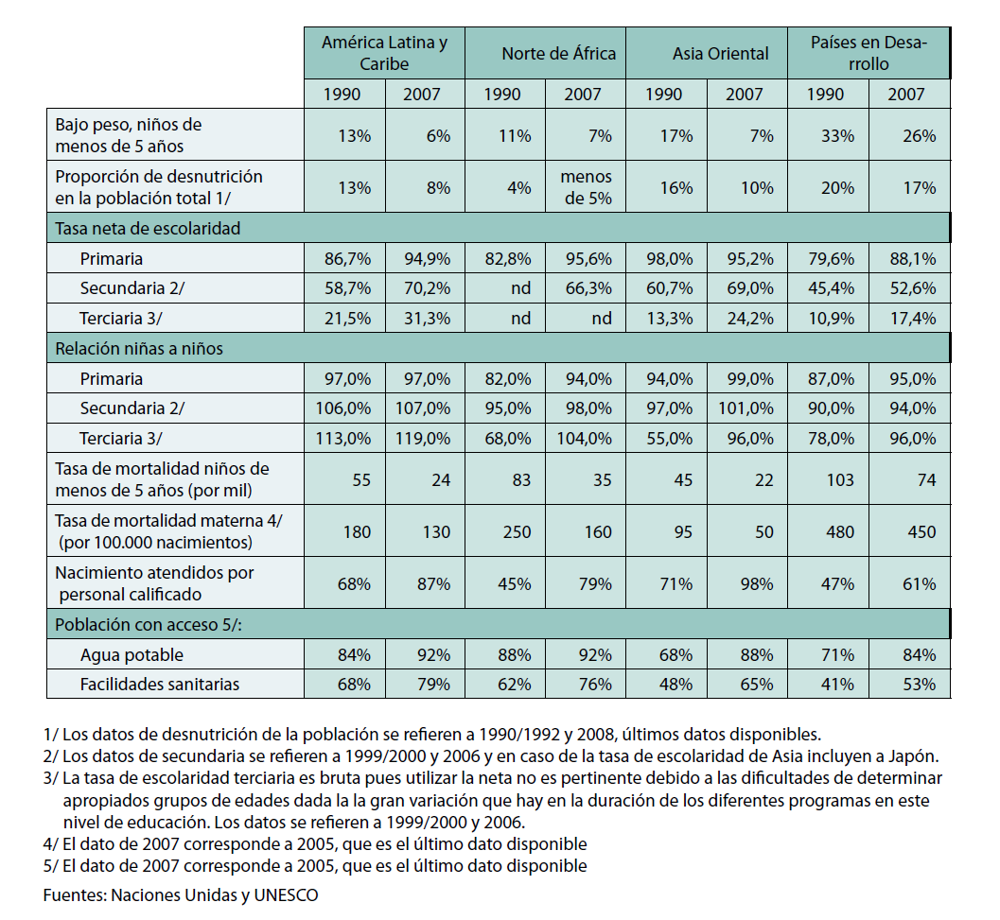 América Latina y Caribe Norte de África Asia Oriental Países en Desa-rrollo
1990 2007 1990 2007 1990 2007 1990 2007
Bajo peso, niños de
menos de 5 años 13% 6% 11% 7% 17% 7% 33% 26%
Proporción de desnutrición
en la población total 1/ 13% 8% 4% menos de 5% 16% 10% 20% 17%
Tasa neta de escolaridad
Primaria 86,7% 94,9% 82,8% 95,6% 98,0% 95,2% 79,6% 88,1%
Secundaria 2/ 58,7% 70,2% nd 66,3% 60,7% 69,0% 45,4% 52,6%
Terciaria 3/ 21,5% 31,3% nd nd 13,3% 24,2% 10,9% 17,4%
Relación niñas a niños
Primaria 97,0% 97,0% 82,0% 94,0% 94,0% 99,0% 87,0% 95,0%
Secundaria 2/ 106,0% 107,0% 95,0% 98,0% 97,0% 101,0% 90,0% 94,0%
Terciaria 3/ 113,0% 119,0% 68,0% 104,0% 55,0% 96,0% 78,0% 96,0%
Tasa de mortalidad niños de
menos de 5 años (por mil) 55 24 83 35 45 22 103 74
Tasa de mortalidad materna 4/
(por 100.000 nacimientos) 180 130 250 160 95 50 480 450
Nacimiento atendidos por
personal calificado 68% 87% 45% 79% 71% 98% 47% 61%
Población con acceso 5/:
Agua potable 84% 92% 88% 92% 68% 88% 71% 84%
Facilidades sanitarias 68% 79% 62% 76% 48% 65% 41% 53%
1/ Los datos de desnutrición de la población se refieren a 1990/1992 y 2008, últimos datos disponibles.
2/ Los datos de secundaria se refieren a 1999/2000 y 2006 y en caso de la tasa de escolaridad de Asia incluyen a Japón.
3/ La tasa de escolaridad terciaria es bruta pues utilizar la neta no es pertinente debido a las dificultades de determinar
apropiados grupos de edades dada la la gran variación que hay en la duración de los diferentes programas en este
nivel de educación. Los datos se refieren a 1999/2000 y 2006.
4/ El dato de 2007 corresponde a 2005, que es el último dato disponible
5/ El dato de 2007 corresponde a 2005, que es el último dato disponible
Fuentes: Naciones Unidas y UNESCO